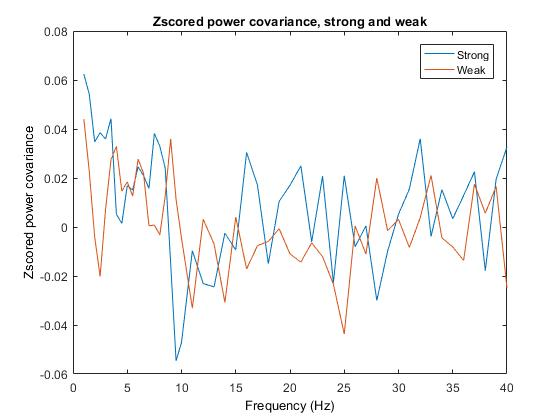 Zscored power covariance, strong and weak
Strong
Weak
0.08
0.06
0.04
0.02
0
-0.02
-0.04
-0.06
Zscored power covariance
0 5 10 15 20 25 30 35 40
Frequency (Hz)